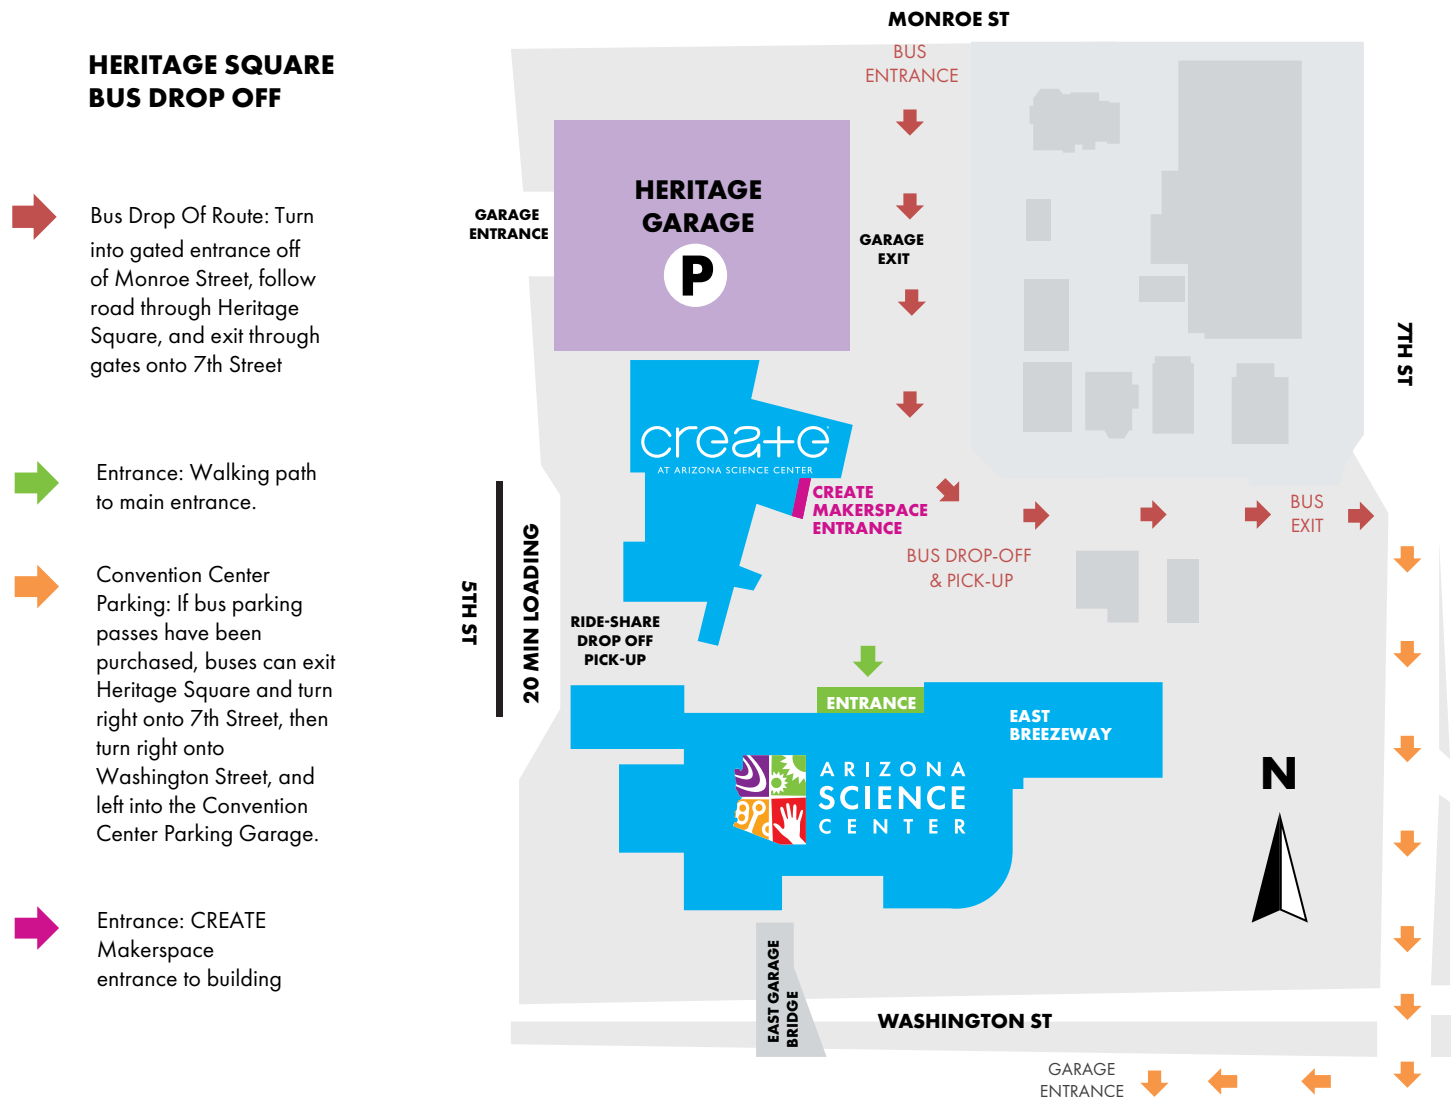 HERITAGE SQUARE
BUS DROP OFF
Bus Drop Of Route: Turn
into gated entrance off
of Monroe Street, follow
road through Heritage
Square, and exit through
gates onto 7th Street
Entrance: Walking path
to main entrance.
Convention Center
Parking: If bus parking
passes have been
purchased, buses can exit
Heritage Square and turn
right onto 7th Street, then
turn right onto
Washington Street, and
left into the Convention
Center Parking Garage.
Entrance: CREATE
Makerspace
entrance to building
MONROE ST
BUS
ENTRANCE
HERITAGE
GARAGE
P
GARAGE
ENTRANCE
GARAGE
EXIT
7TH ST
create
AT ARIZONA SCIENCE CENTER
CREATE
MAKERSPACE
ENTRANCE
BUS
EXIT
BUS DROP-OFF
& PICK-UP
5TH ST
20 MIN LOADING
RIDE-SHARE
DROP OFF
PICK-UP
ENTRANCE
EAST
BREEZEWAY
ARIZONA
SCIENCE
CENTER
N
EAST GARAGE
BRIDGE
WASHINGTON ST
GARAGE
ENTRANCE